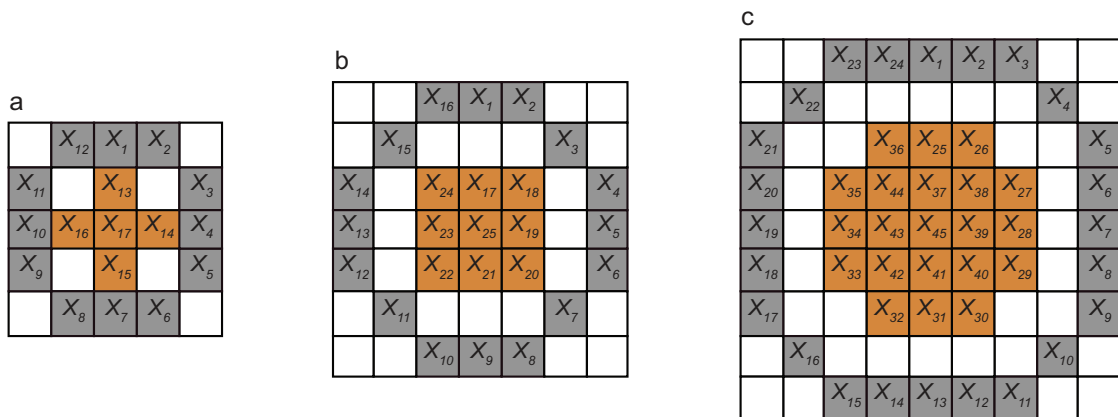 a
X12 X1 X2
X11 X13 X3
X10 X16 X17 X14 X4
X9 X15 X5
X8 X7 X6
b
X16 X1 X2
X15 X3
X14 X24 X17 X18 X4
X13 X23 X25 X19 X5
X12 X22 X21 X20 X6
X11 X7
X10 X9 X8
c
X23 X24 X1 X2 X3
X22 X4
X21 X36 X25 X26 X5
X20 X35 X44 X37 X38 X27 X6
X19 X34 X43 X45 X39 X28 X7
X18 X33 X42 X41 X40 X29 X8
X17 X32 X31 X30 X9
X16 X10
X15 X14 X13 X12 X11